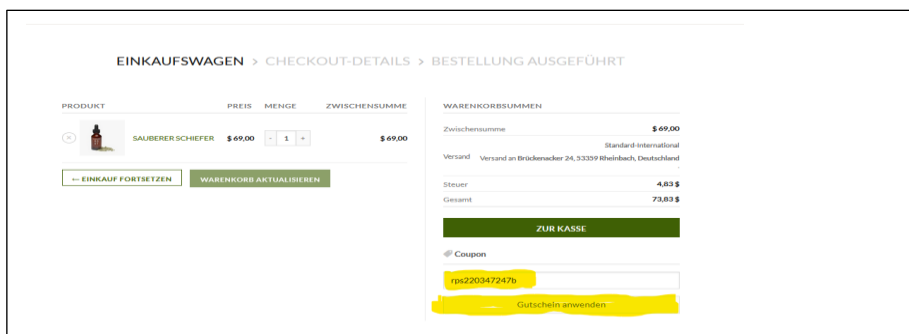 EINKAUFSWAGEN > CHECKOUT-DETAILS > BESTELLUNG AUSGEFÜHRT
PRODUKT PREIS MENGE ZWISCHENSUMME
SAUBERER SCHIEFER $ 69,00 - 1 + $ 69,00
← EINKAUF FORTSETZEN WARENKORB AKTUALISIEREN
WARENKORBSUMMEN
Zwischensumme $ 69,00
Standard-International
Versand Versand an Brückenacker 24, 53359 Rheinbach, Deutschland
Steuer 4,83 $
Gesamt 73,83 $
ZUR KASSE
Coupon
rps220347247b
Gutschein anwenden